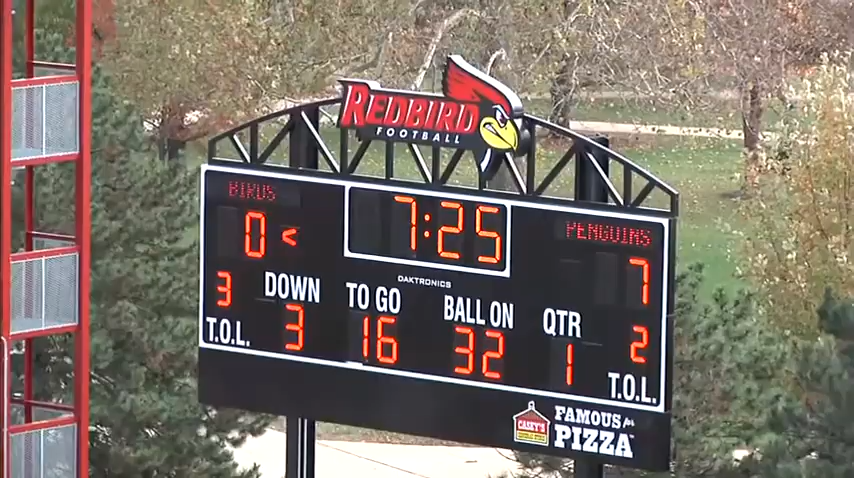 REDBIRD
FOOTBALL
BIRDS 7:25 PENGUINS
0 < 7
DAKTRONICS
3 DOWN TO GO BALL ON QTR 2
T.O.L. 3 16 32 1 T.O.L.
CASEY'S FAMOUS for PIZZA